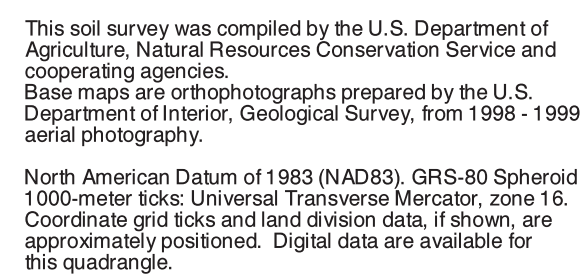 This soil survey was compiled by the U.S. Department of
Agriculture, Natural Resources Conservation Service and
cooperating agencies.
Base maps are orthophotographs prepared by the U.S.
Department of Interior, Geological Survey, from 1998 - 1999
aerial photography.

North American Datum of 1983 (NAD83). GRS-80 Spheroid
1000-meter ticks: Universal Transverse Mercator, zone 16.
Coordinate grid ticks and land division data, if shown, are
approximately positioned.  Digital data are available for
this quadrangle.